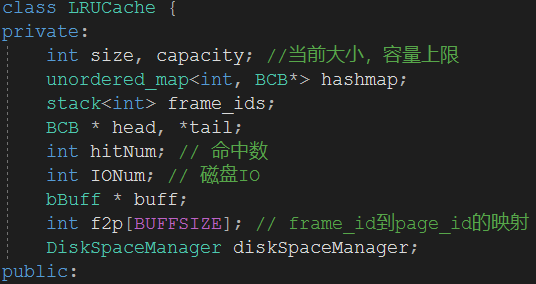 class LRUCache {
private:
int size, capacity; //当前大小，容量上限
unordered_map<int, BCB*> hashmap;
stack<int> frame_ids;
BCB * head, *tail;
int hitNum; // 命中数
int IONum; // 磁盘IO
bBuff * buff;
int f2p[BUFFSIZE]; // frame_id到page_id的映射
DiskSpaceManager diskSpaceManager;
public: